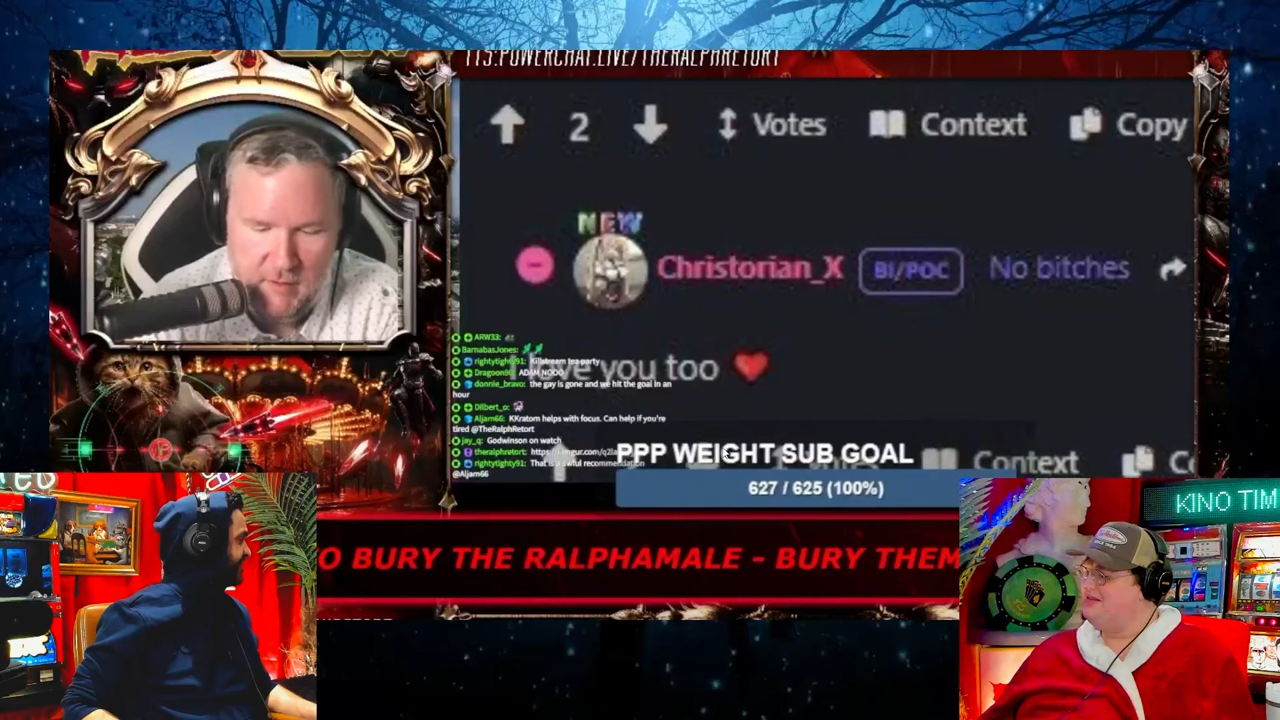 TTS:POWERCHAT.LIVE/THERALPHRETORT
2 Votes Context Copy
NEW
Christorian_X BI/POC No bitches
you too
ARW33:
BarnabasJones:
rightytighty91: Killstream tea party
Dragoon90: ADAM NOOO
donnie_bravo: the gay is gone and we hit the goal in an
hour
Dilbert_o:
Aljam66: KKratom helps with focus. Can help if you're
tired @TheRalphRetort
jay_q: Godwinson on watch
theralphretort:
rightytighty91: That is
recommendation
@Aljam66
PPP WEIGHT SUB GOAL
Context
627 / 625 (100%)
O BURY THE RALPHAMALE - BURY THEM
KINO TIM